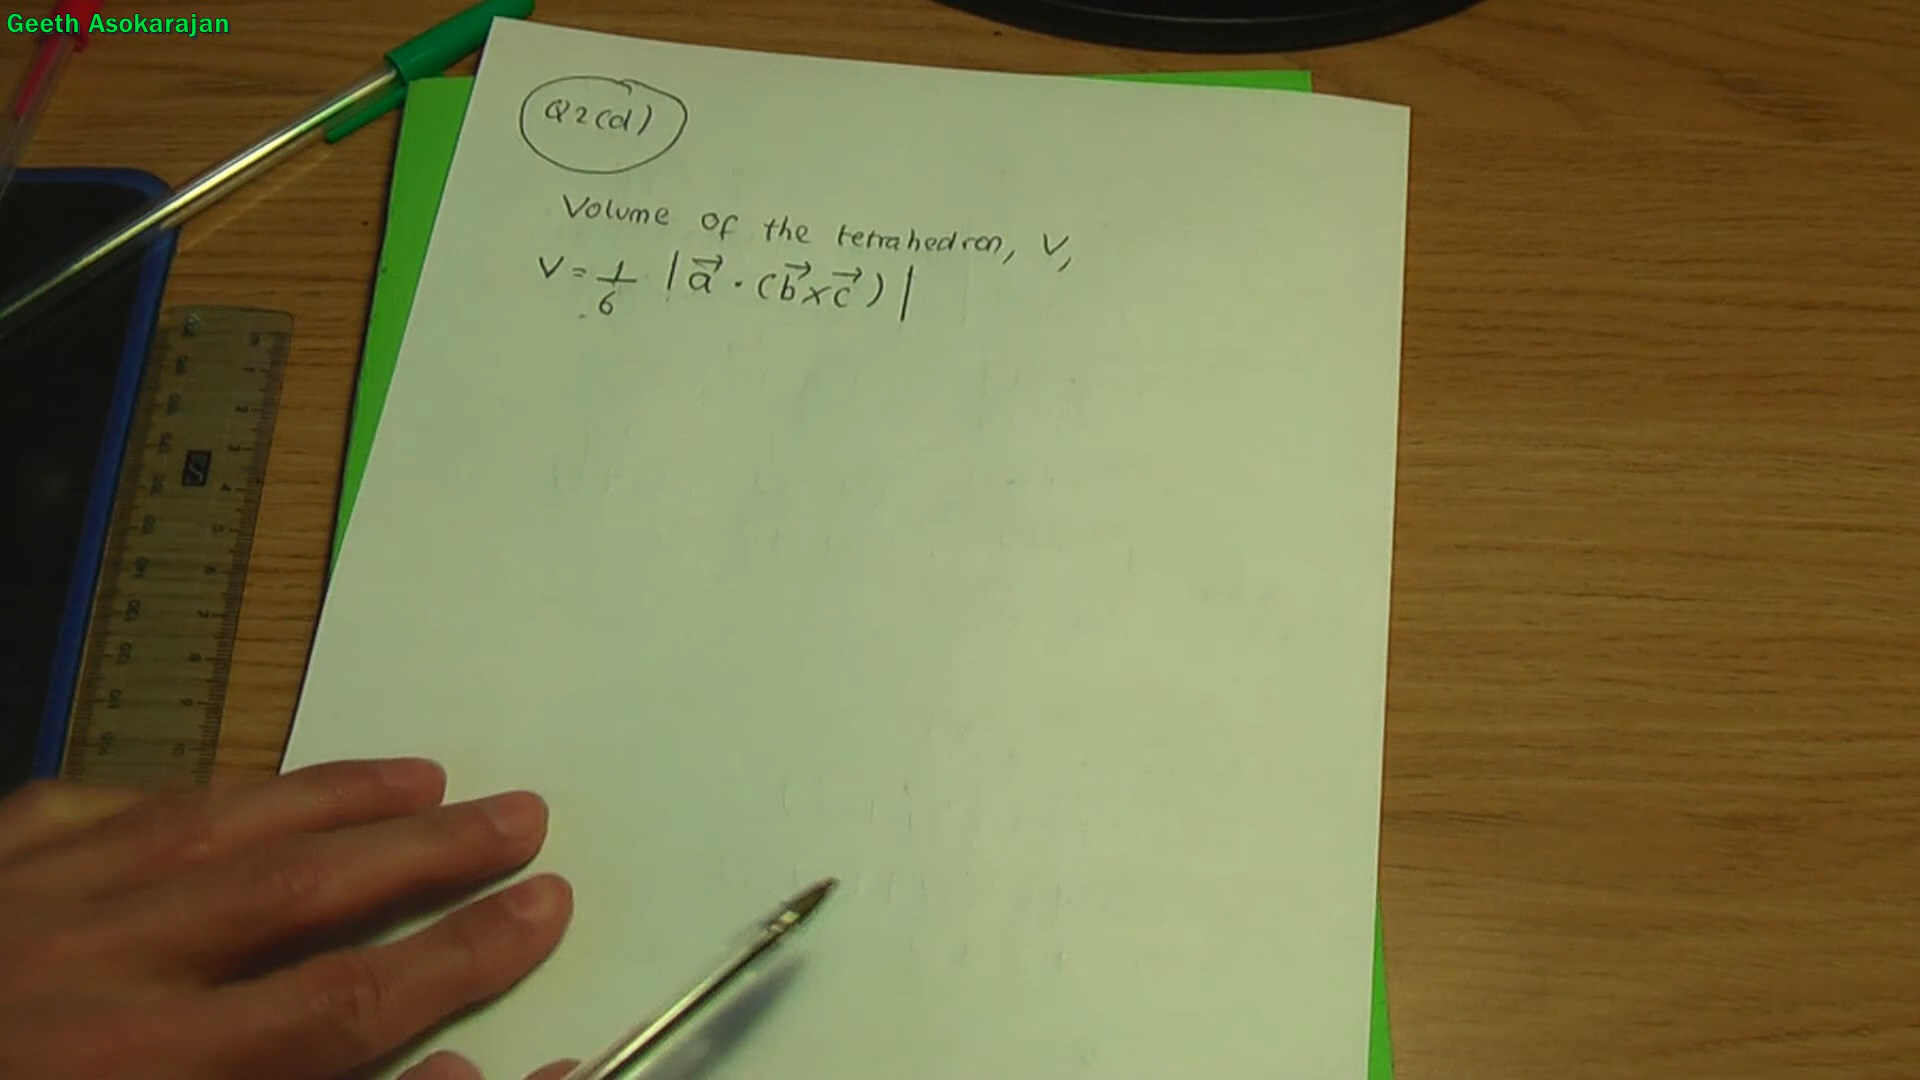 Geeth Asokarajan
Q2(d)
Volume of the tetrahedron, V,
V = 1/6 |a⃗ · (b⃗ × c⃗)|